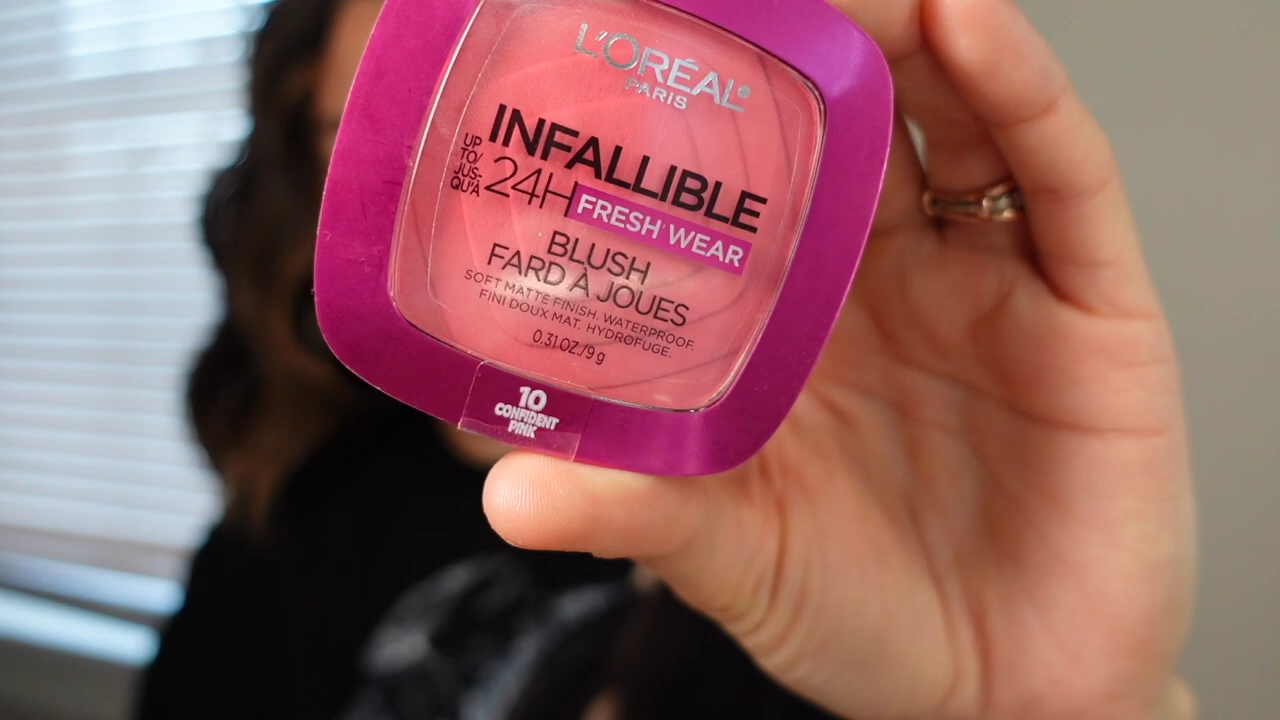 L'ORÉAL®
PARIS
INFALLIBLE
UP
TO/
JUS-
QU'À
24H
FRESH WEAR
BLUSH
FARD À JOUES
SOFT MATTE FINISH. WATERPROOF.
FINI DOUX MAT. HYDROFUGE.
0.31 OZ./9 g
10
CONFIDENT
PINK